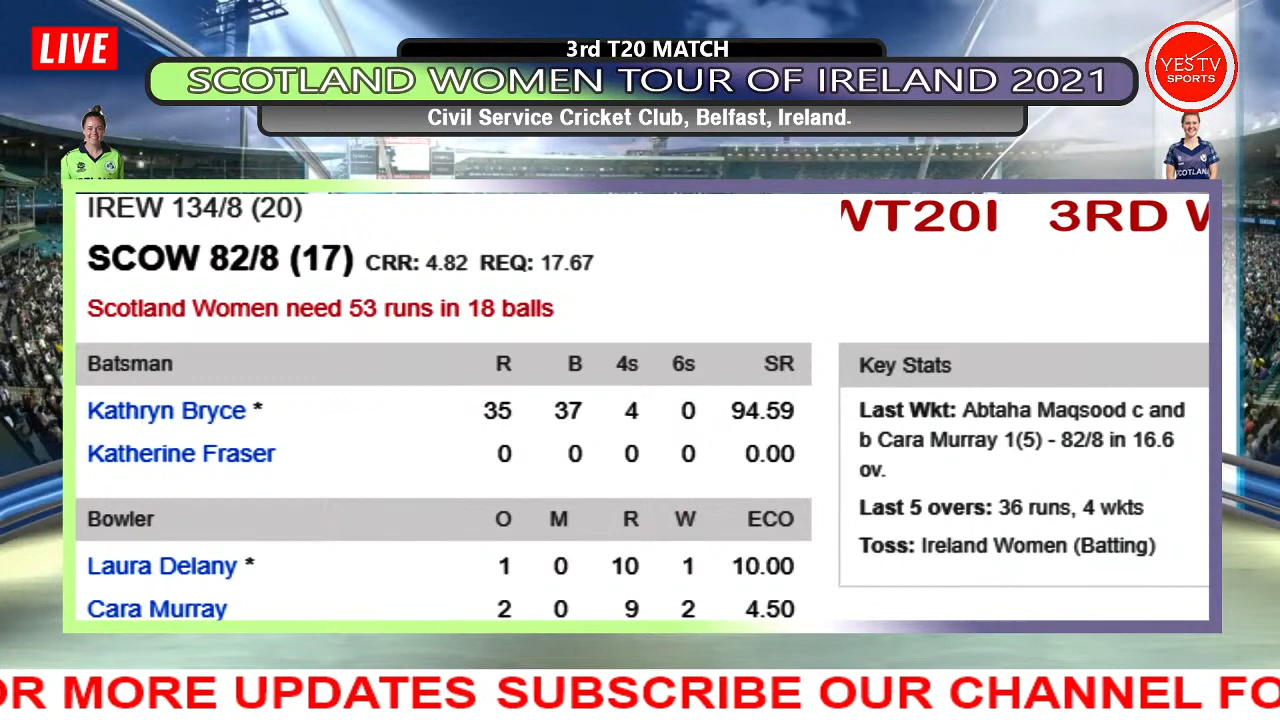 LIVE
3rd T20 MATCH
SCOTLAND WOMEN TOUR OF IRELAND 2021
YES TV
SPORTS
Civil Service Cricket Club, Belfast, Ireland.
SCOTLAND
IREW 134/8 (20)
WT20I 3RD W
SCOW 82/8 (17) CRR: 4.82 REQ: 17.67
Scotland Women need 53 runs in 18 balls
Batsman R B 4s 6s SR
Kathryn Bryce * 35 37 4 0 94.59
Katherine Fraser 0 0 0 0 0.00
Bowler O M R W ECO
Laura Delany * 1 0 10 1 10.00
Cara Murray 2 0 9 2 4.50
Key Stats
Last Wkt: Abtaha Maqsood c and
b Cara Murray 1(5) - 82/8 in 16.6
ov.
Last 5 overs: 36 runs, 4 wkts
Toss: Ireland Women (Batting)
OR MORE UPDATES SUBSCRIBE OUR CHANNEL FO